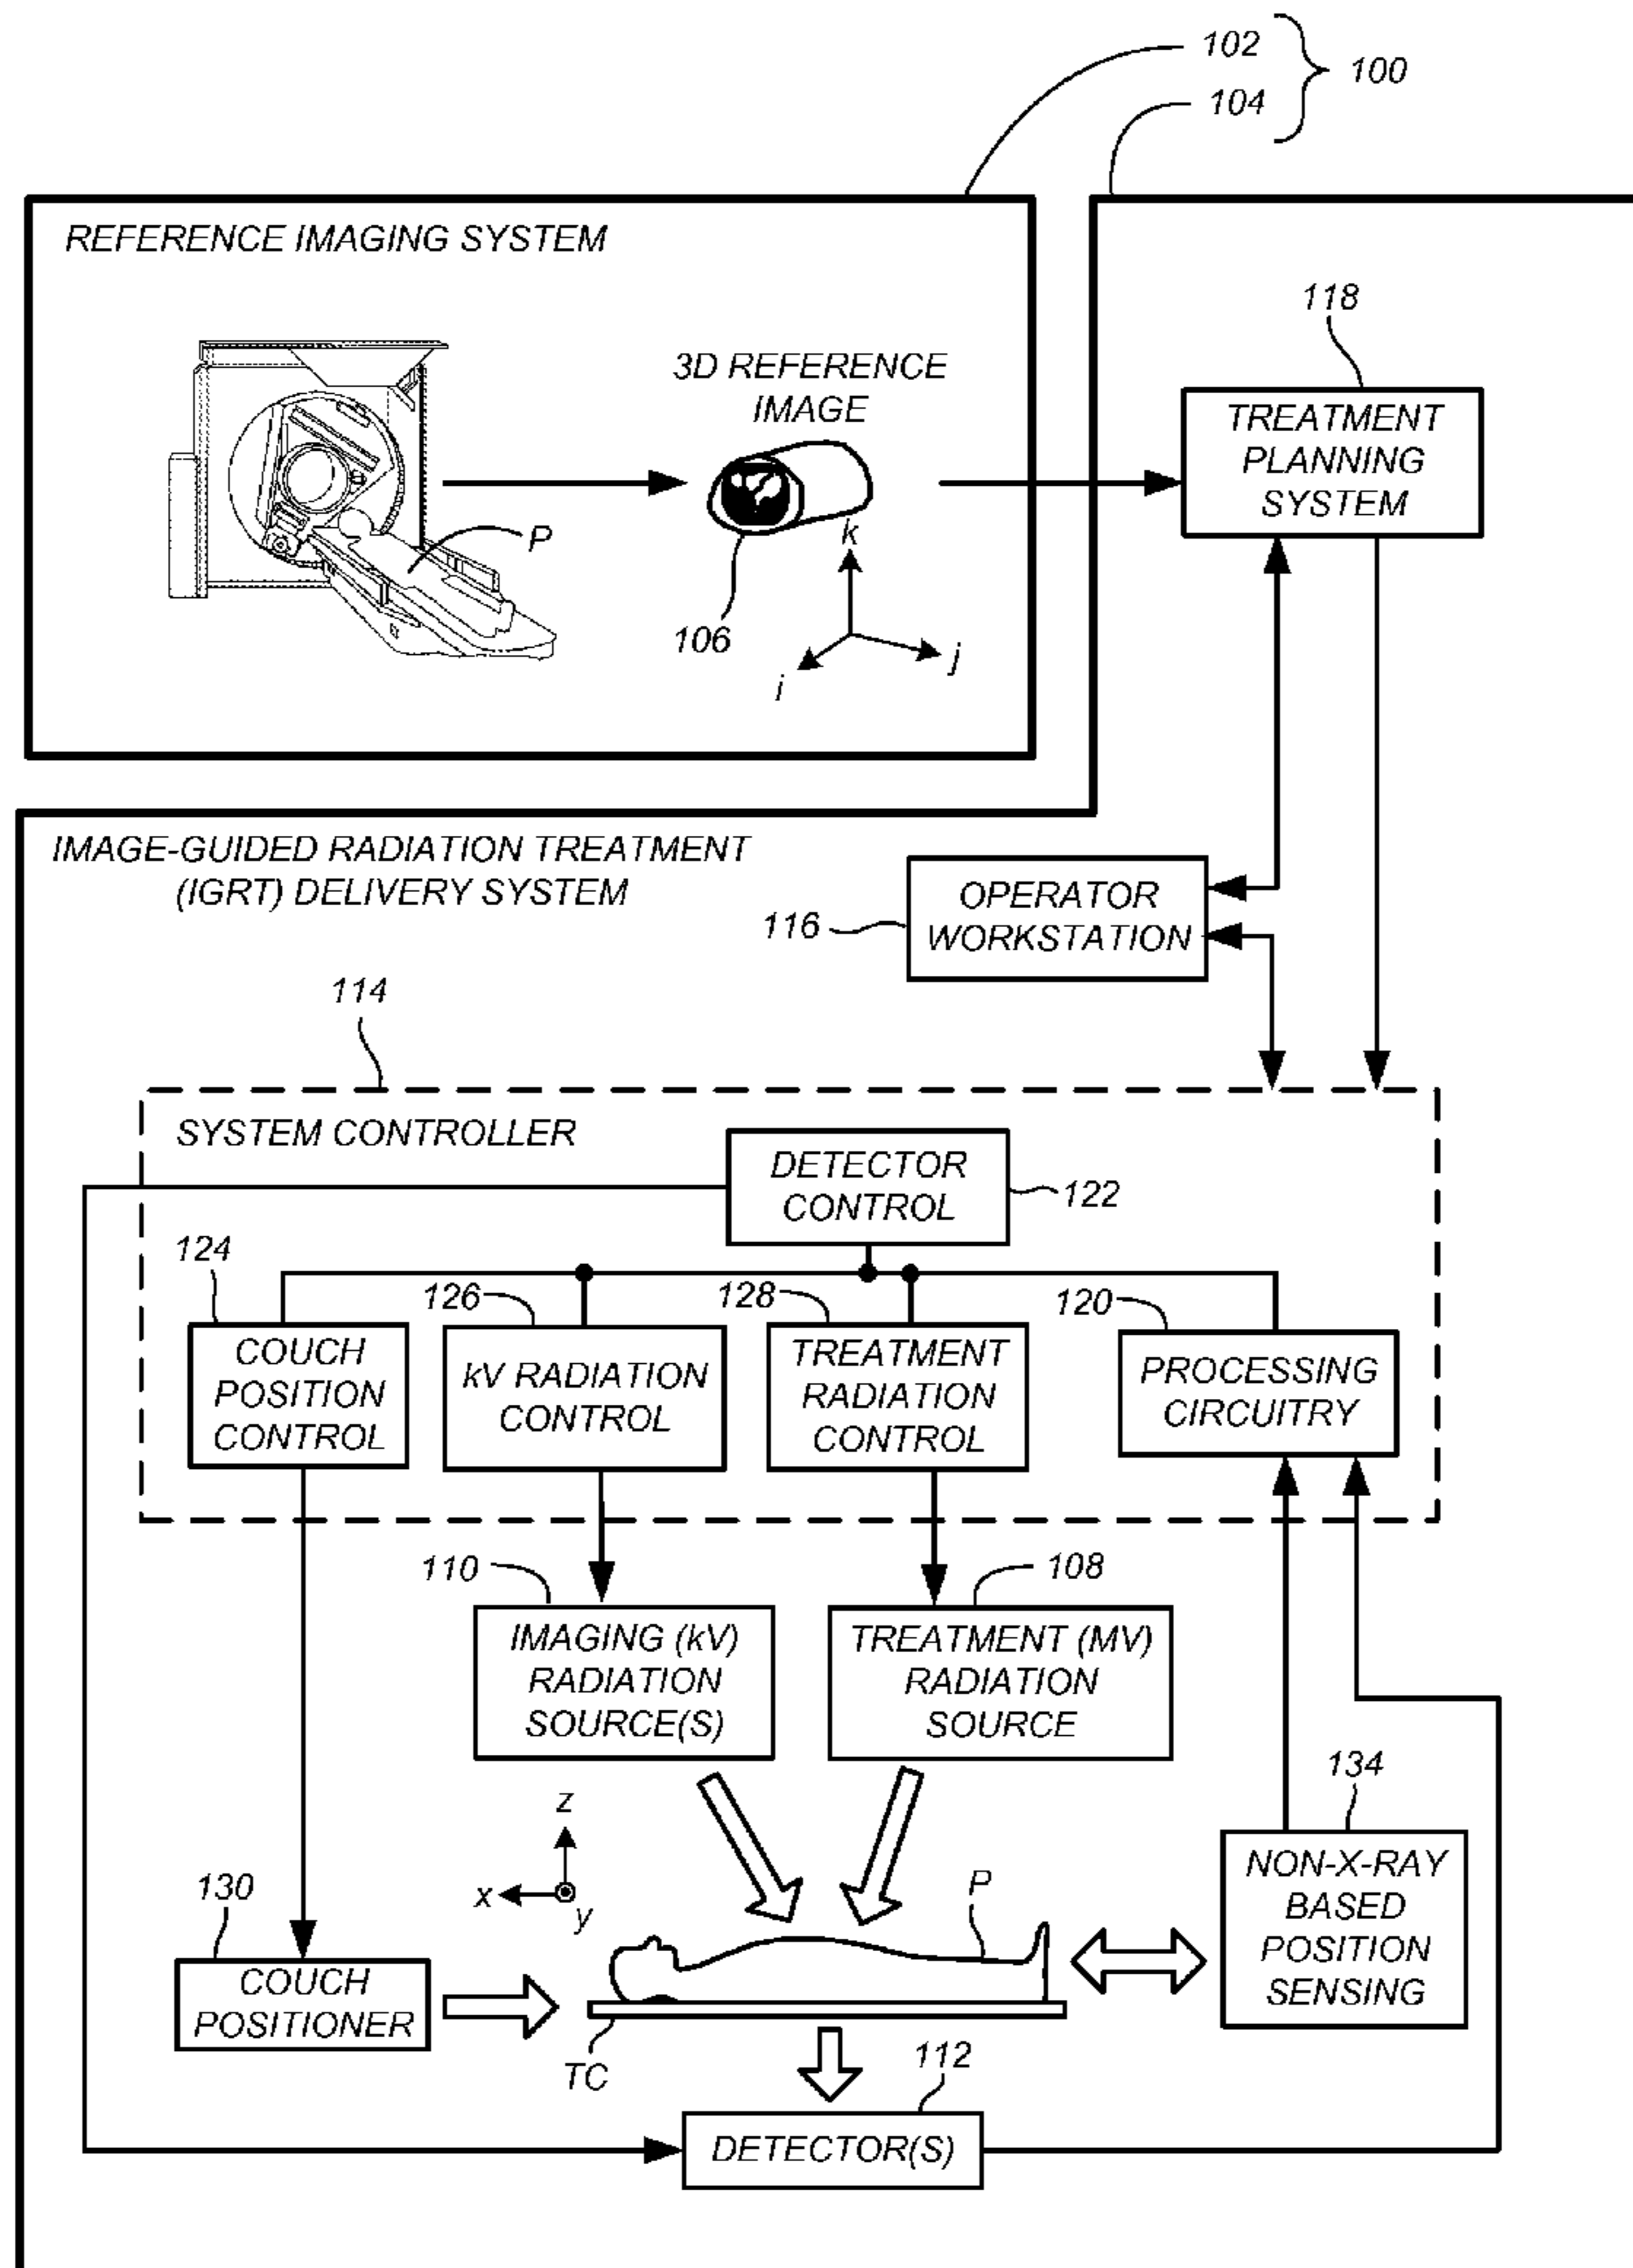 102
100
104
REFERENCE IMAGING SYSTEM
118
3D REFERENCE
IMAGE
TREATMENT
PLANNING
SYSTEM
P
k
106
j
i
IMAGE-GUIDED RADIATION TREATMENT
(IGRT) DELIVERY SYSTEM
OPERATOR
WORKSTATION
116
114
SYSTEM CONTROLLER
DETECTOR
CONTROL
122
124
126
128
120
COUCH
POSITION
CONTROL
kV RADIATION
CONTROL
TREATMENT
RADIATION
CONTROL
PROCESSING
CIRCUITRY
110
108
IMAGING (kV)
RADIATION
SOURCE(S)
TREATMENT (MV)
RADIATION
SOURCE
134
z
x
y
130
P
NON-X-RAY
BASED
POSITION
SENSING
COUCH
POSITIONER
TC
112
DETECTOR(S)